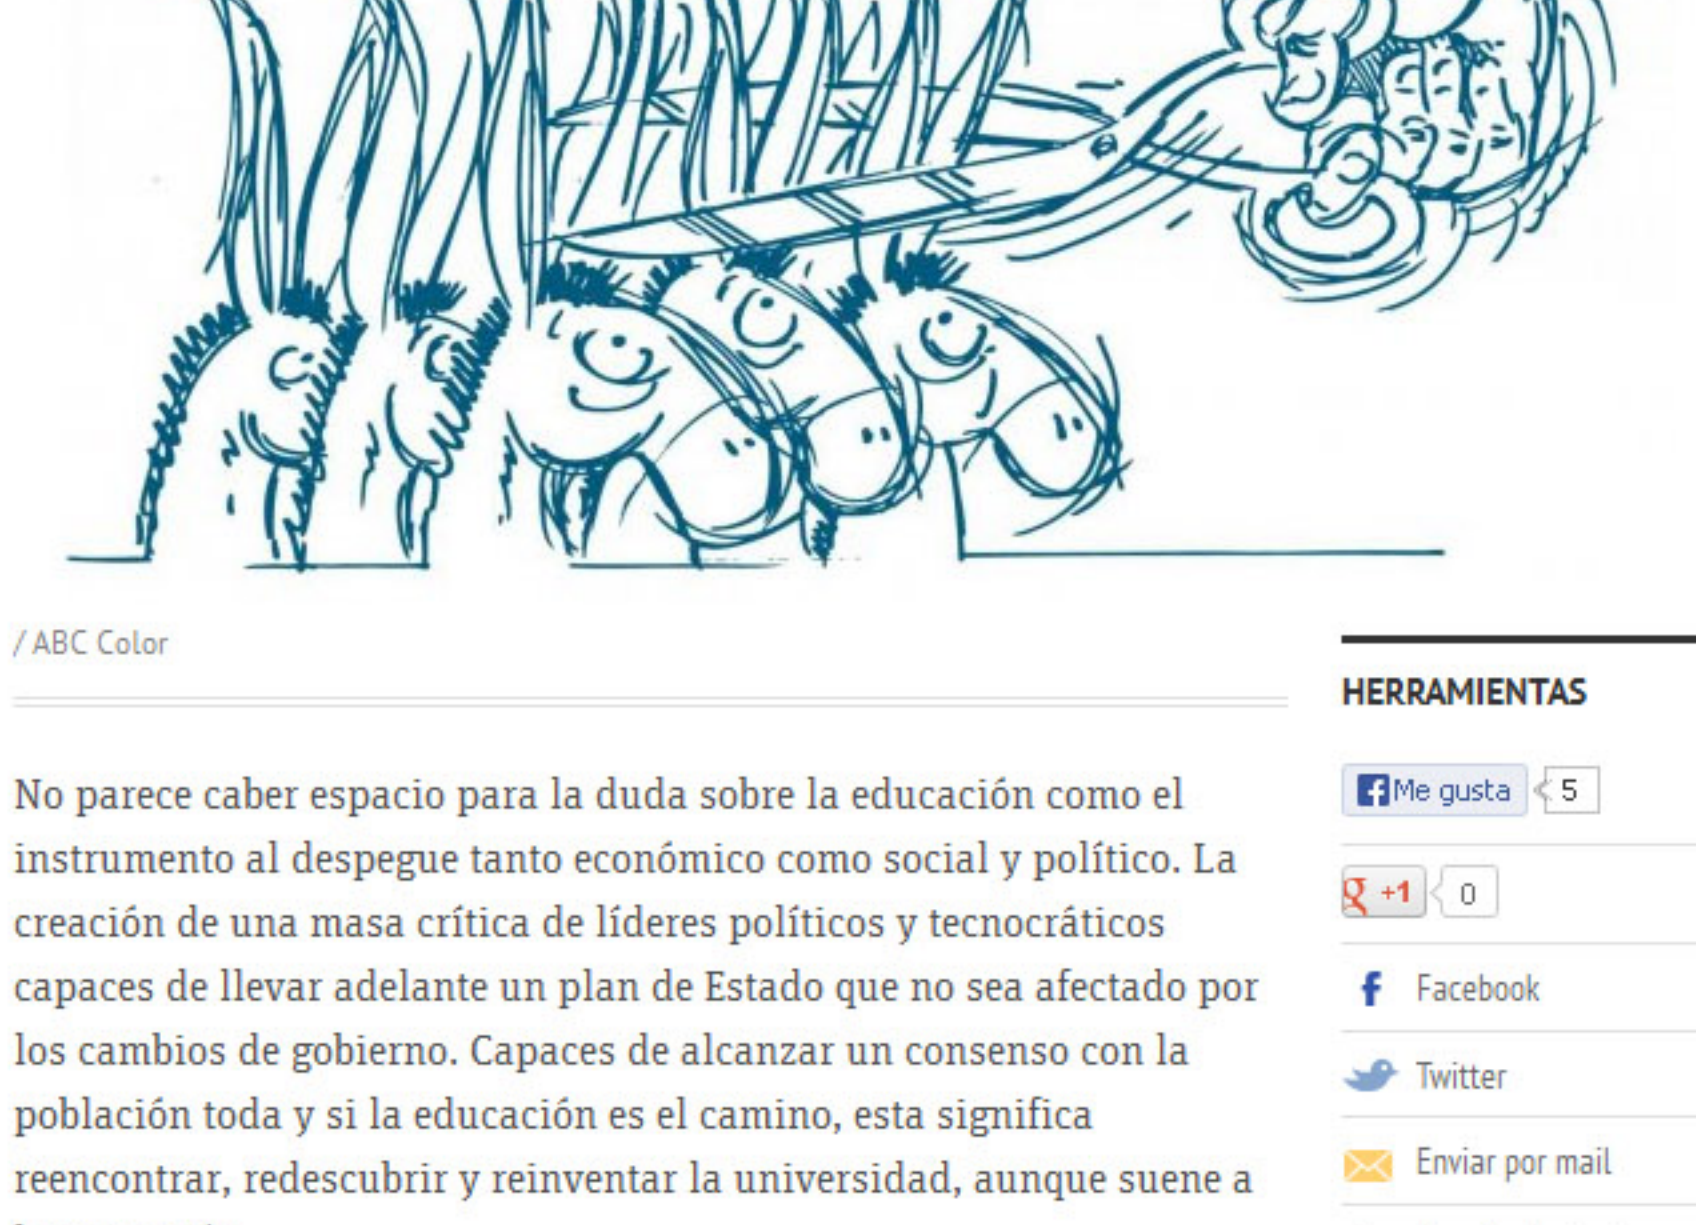 / ABC Color
No parece caber espacio para la duda sobre la educación como el
instrumento al despegue tanto económico como social y político. La
creación de una masa crítica de líderes políticos y tecnocráticos
capaces de llevar adelante un plan de Estado que no sea afectado por
los cambios de gobierno. Capaces de alcanzar un consenso con la
población toda y si la educación es el camino, esta significa
reencontrar, redescubrir y reinventar la universidad, aunque suene a
HERRAMIENTAS
Me gusta 5
g +1 0
Facebook
Twitter
Enviar por mail